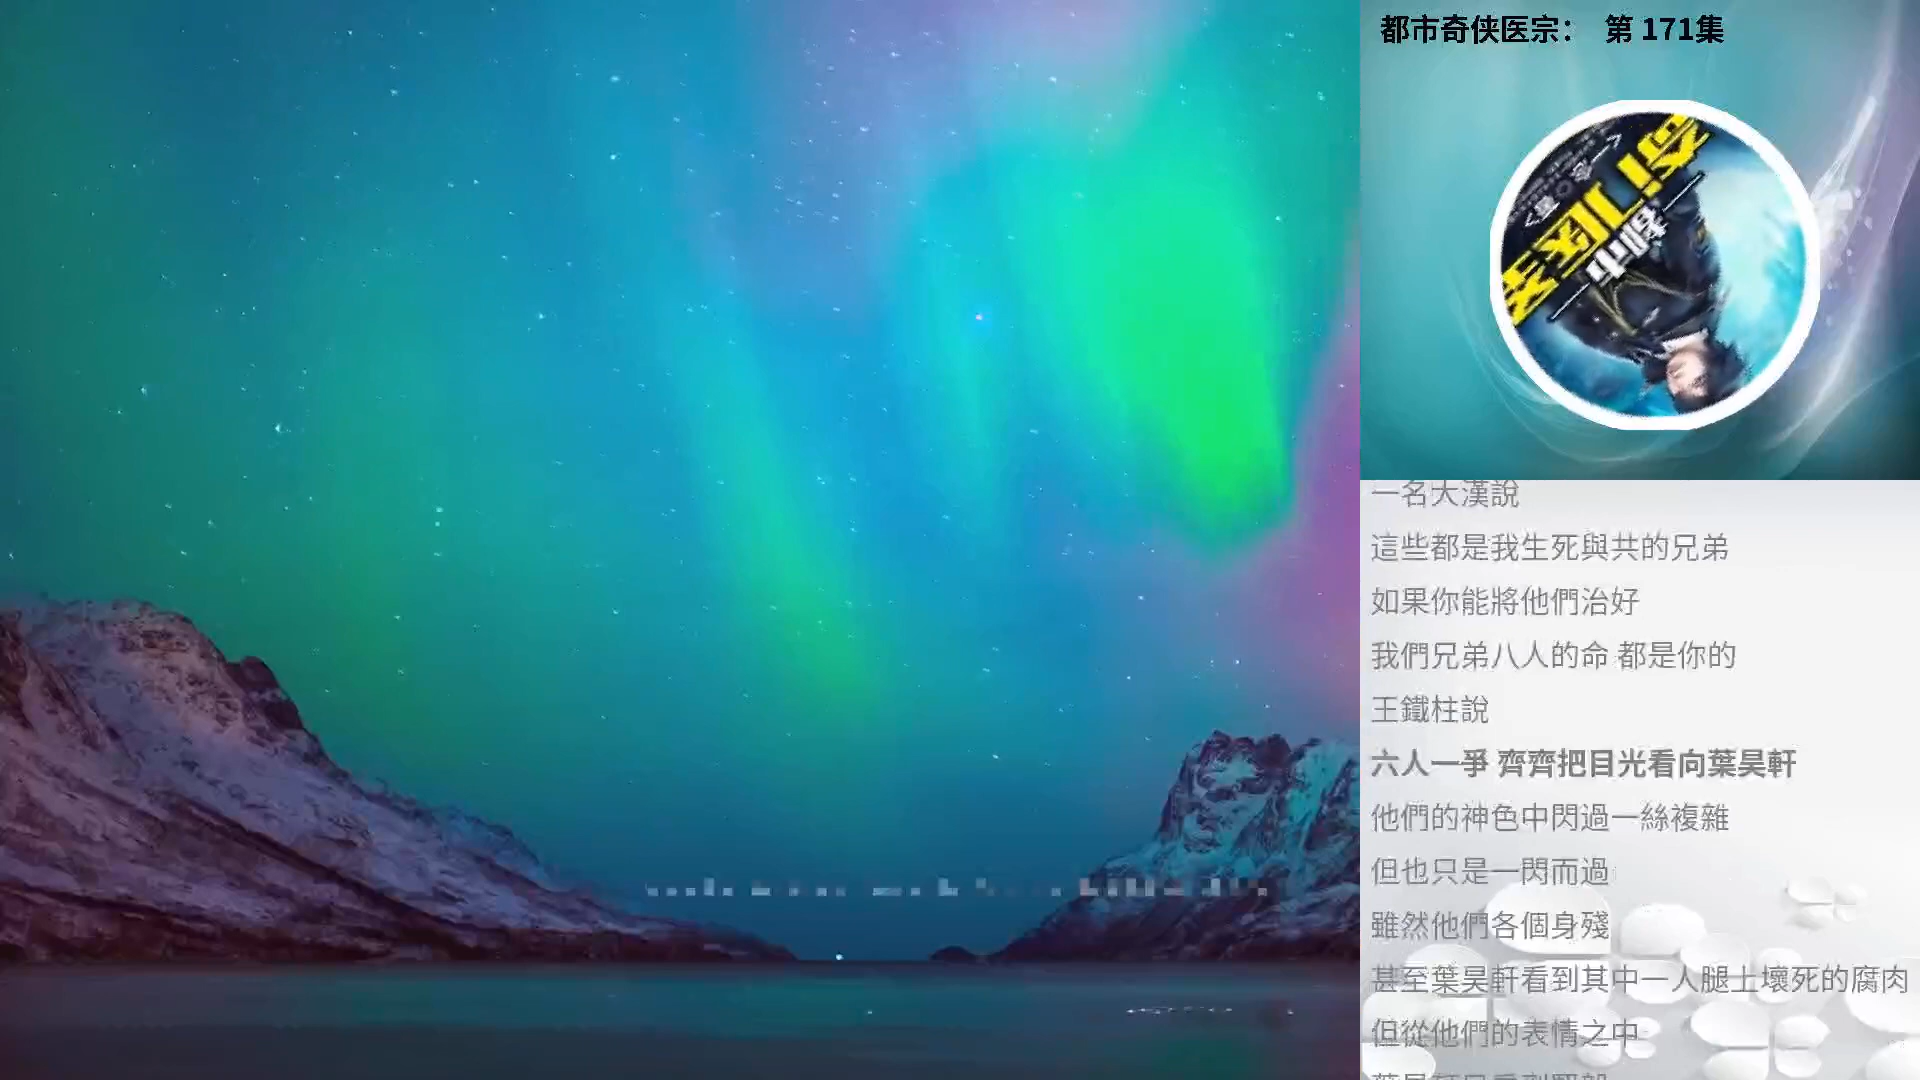 都市奇侠医宗： 第 171集
一名大漢說
這些都是我生死與共的兄弟
如果你能將他們治好
我們兄弟八人的命 都是你的
王鐵柱說
六人一爭 齊齊把目光看向葉昊軒
他們的神色中閃過一絲複雜
但也只是一閃而過
雖然他們各個身殘
甚至葉昊軒看到其中一人腿上壞死的腐肉
但從他們的表情之中